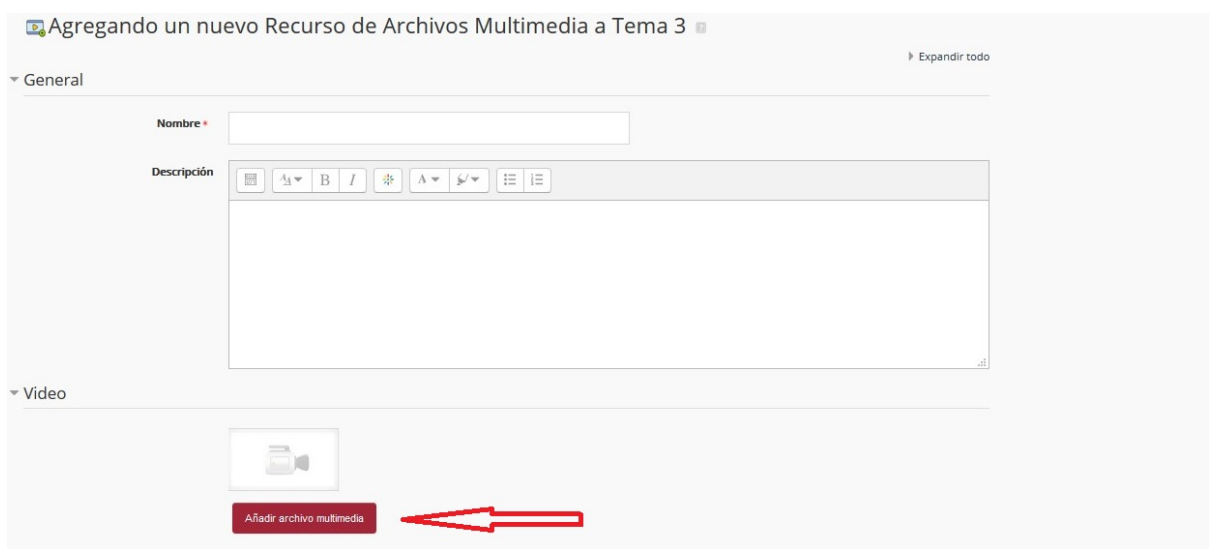 Agregando un nuevo Recurso de Archivos Multimedia a Tema 3
Expandir todo
General
Nombre *
Descripción
B I A
Video
Añadir archivo multimedia